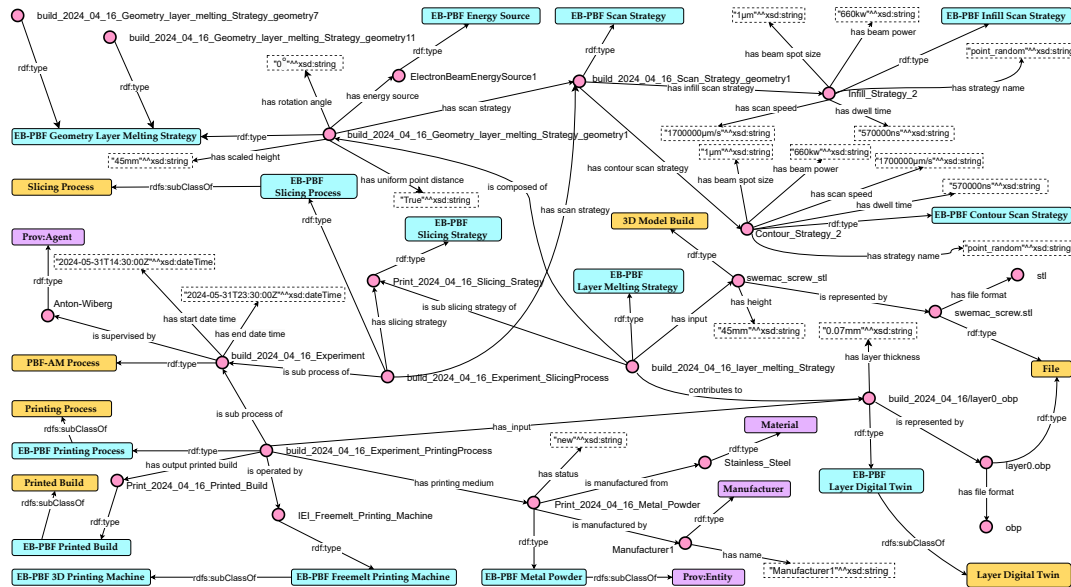 build_2024_04_16_Geometry_layer_melting_Strategy_geometry7
EB-PBF Energy Source
EB-PBF Scan Strategy
"1μm"^^xsd:string
"660kw"^^xsd:string
EB-PBF Infill Scan Strategy
build_2024_04_16_Geometry_layer_melting_Strategy_geometry11
rdf:type
rdf:type
has beam power
has beam spot size
rdf:type
"point_random"^^xsd:string
"0°"^^xsd:string
ElectronBeamEnergySource1
build_2024_04_16_Scan_Strategy_geometry1
has infill scan strategy
Infill_Strategy_2
has strategy name
rdf:type
rdf:type
has rotation angle
has energy source
has scan strategy
has scan speed
has dwell time
EB-PBF Geometry Layer Melting Strategy
rdf:type
build_2024_04_16_Geometry_layer_melting_Strategy_geometry1
"1700000μm/s"^^xsd:string
"570000ns"^^xsd:string
"45mm"^^xsd:string
has scaled height
"1μm"^^xsd:string
"660kw"^^xsd:string
"1700000μm/s"^^xsd:string
has contour scan strategy
has beam power
Slicing Process
rdfs:subClassOf
EB-PBF
Slicing Process
has uniform point distance
is composed of
has beam spot size
has scan speed
"570000ns"^^xsd:string
"True"^^xsd:string
has dwell time
rdf:type
has scan strategy
3D Model Build
rdf:type
EB-PBF Contour Scan Strategy
Prov:Agent
EB-PBF
Slicing Strategy
Contour_Strategy_2
has strategy name
"point_random"^^xsd:string
"2024-05-31T14:30:00Z"^^xsd:dateTime
rdf:type
rdf:type
EB-PBF
Layer Melting Strategy
swemac_screw_stl
stl
rdf:type
Print_2024_04_16_Slicing_Srategy
"2024-05-31T23:30:00Z"^^xsd:dateTime
is represented by
has file format
Anton-Wiberg
has start date time
is sub slicing strategy of
has height
swemac_screw.stl
has slicing strategy
rdf:type
has input
"45mm"^^xsd:string
"0.07mm"^^xsd:string
is supervised by
has end date time
rdf:type
has layer thickness
PBF-AM Process
rdf:type
build_2024_04_16_Experiment
is sub process of
build_2024_04_16_Experiment_SlicingProcess
build_2024_04_16_layer_melting_Strategy
File
contributes to
build_2024_04_16/layer0_obp
Printing Process
is sub process of
is represented by
rdf:type
rdfs:subClassOf
has_input
Material
"new"^^xsd:string
rdf:type
EB-PBF Printing Process
rdf:type
build_2024_04_16_Experiment_PrintingProcess
rdf:type
has output printed build
is operated by
has status
Stainless_Steel
layer0.obp
Printed Build
Print_2024_04_16_Printed_Build
has printing medium
is manufactured from
Manufacturer
EB-PBF
Layer Digital Twin
has file format
Print_2024_04_16_Metal_Powder
rdf:type
IEI_Freemelt_Printing_Machine
is manufactured by
obp
rdfs:subClassOf
rdf:type
EB-PBF Printed Build
rdf:type
rdf:type
Manufacturer1
has name
rdfs:subClassOf
EB-PBF 3D Printing Machine
rdfs:subClassOf
EB-PBF Freemelt Printing Machine
EB-PBF Metal Powder
rdfs:subClassOf
Prov:Entity
"Manufacturer1"^^xsd:string
Layer Digital Twin